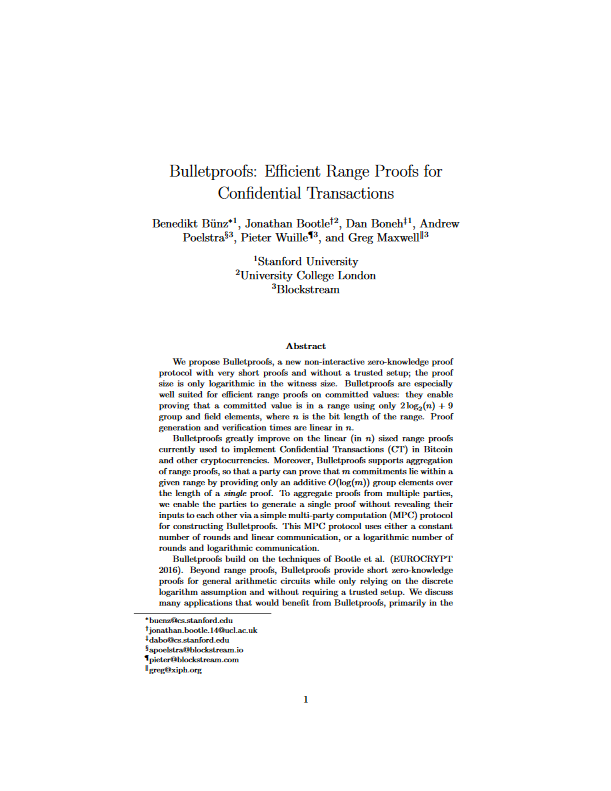 Bulletproofs: Efficient Range Proofs for
Confidential Transactions
Benedikt Bünz*1, Jonathan Bootle†2, Dan Boneh‡1, Andrew
Poelstra§3, Pieter Wuille¶3, and Greg Maxwell‖3
1Stanford University
2University College London
3Blockstream
Abstract
We propose Bulletproofs, a new non-interactive zero-knowledge proof
protocol with very short proofs and without a trusted setup; the proof
size is only logarithmic in the witness size. Bulletproofs are especially
well suited for efficient range proofs on committed values: they enable
proving that a committed value is in a range using only 2 log2(n) + 9
group and field elements, where n is the bit length of the range. Proof
generation and verification times are linear in n.
Bulletproofs greatly improve on the linear (in n) sized range proofs
currently used to implement Confidential Transactions (CT) in Bitcoin
and other cryptocurrencies. Moreover, Bulletproofs supports aggregation
of range proofs, so that a party can prove that m commitments lie within a
given range by providing only an additive O(log(m)) group elements over
the length of a single proof. To aggregate proofs from multiple parties,
we enable the parties to generate a single proof without revealing their
inputs to each other via a simple multi-party computation (MPC) protocol
for constructing Bulletproofs. This MPC protocol uses either a constant
number of rounds and linear communication, or a logarithmic number of
rounds and logarithmic communication.
Bulletproofs build on the techniques of Bootle et al. (EUROCRYPT
2016). Beyond range proofs, Bulletproofs provide short zero-knowledge
proofs for general arithmetic circuits while only relying on the discrete
logarithm assumption and without requiring a trusted setup. We discuss
many applications that would benefit from Bulletproofs, primarily in the
*buenz@cs.stanford.edu
†jonathan.bootle.14@ucl.ac.uk
‡dabo@cs.stanford.edu
§apoelstra@blockstream.io
¶pieter@blockstream.com
‖greg@xiph.org
1